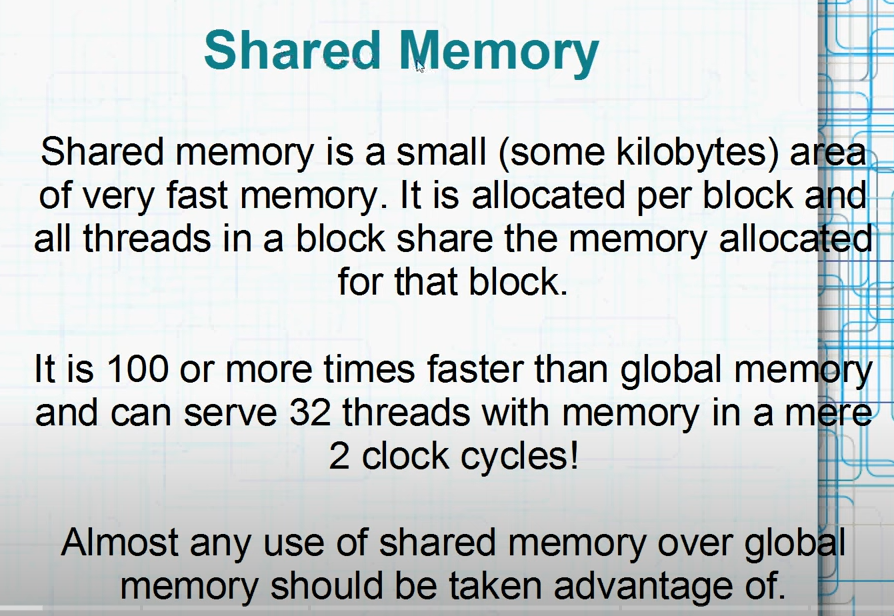 Shared Memory
Shared memory is a small (some kilobytes) area
of very fast memory. It is allocated per block and
all threads in a block share the memory allocated
for that block.
It is 100 or more times faster than global memory
and can serve 32 threads with memory in a mere
2 clock cycles!
Almost any use of shared memory over global
memory should be taken advantage of.